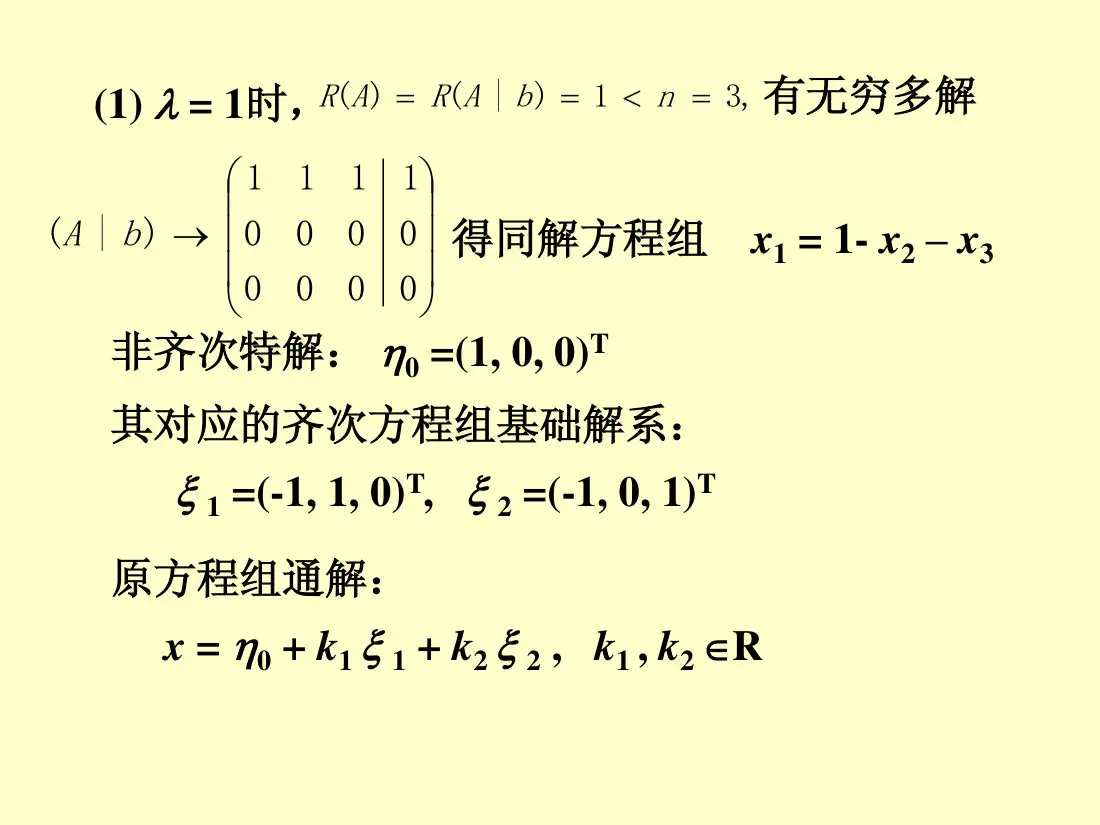 (1) λ = 1时，R(A) = R(A | b) = 1 < n = 3, 有无穷多解
1 1 1 1
(A | b) → 0 0 0 0 得同解方程组 x₁ = 1- x₂ – x₃
0 0 0 0
非齐次特解： η₀ =(1, 0, 0)ᵀ
其对应的齐次方程组基础解系：
ξ₁ =(-1, 1, 0)ᵀ, ξ₂ =(-1, 0, 1)ᵀ
原方程组通解：
x = η₀ + k₁ ξ₁ + k₂ ξ₂ , k₁ , k₂ ∈R